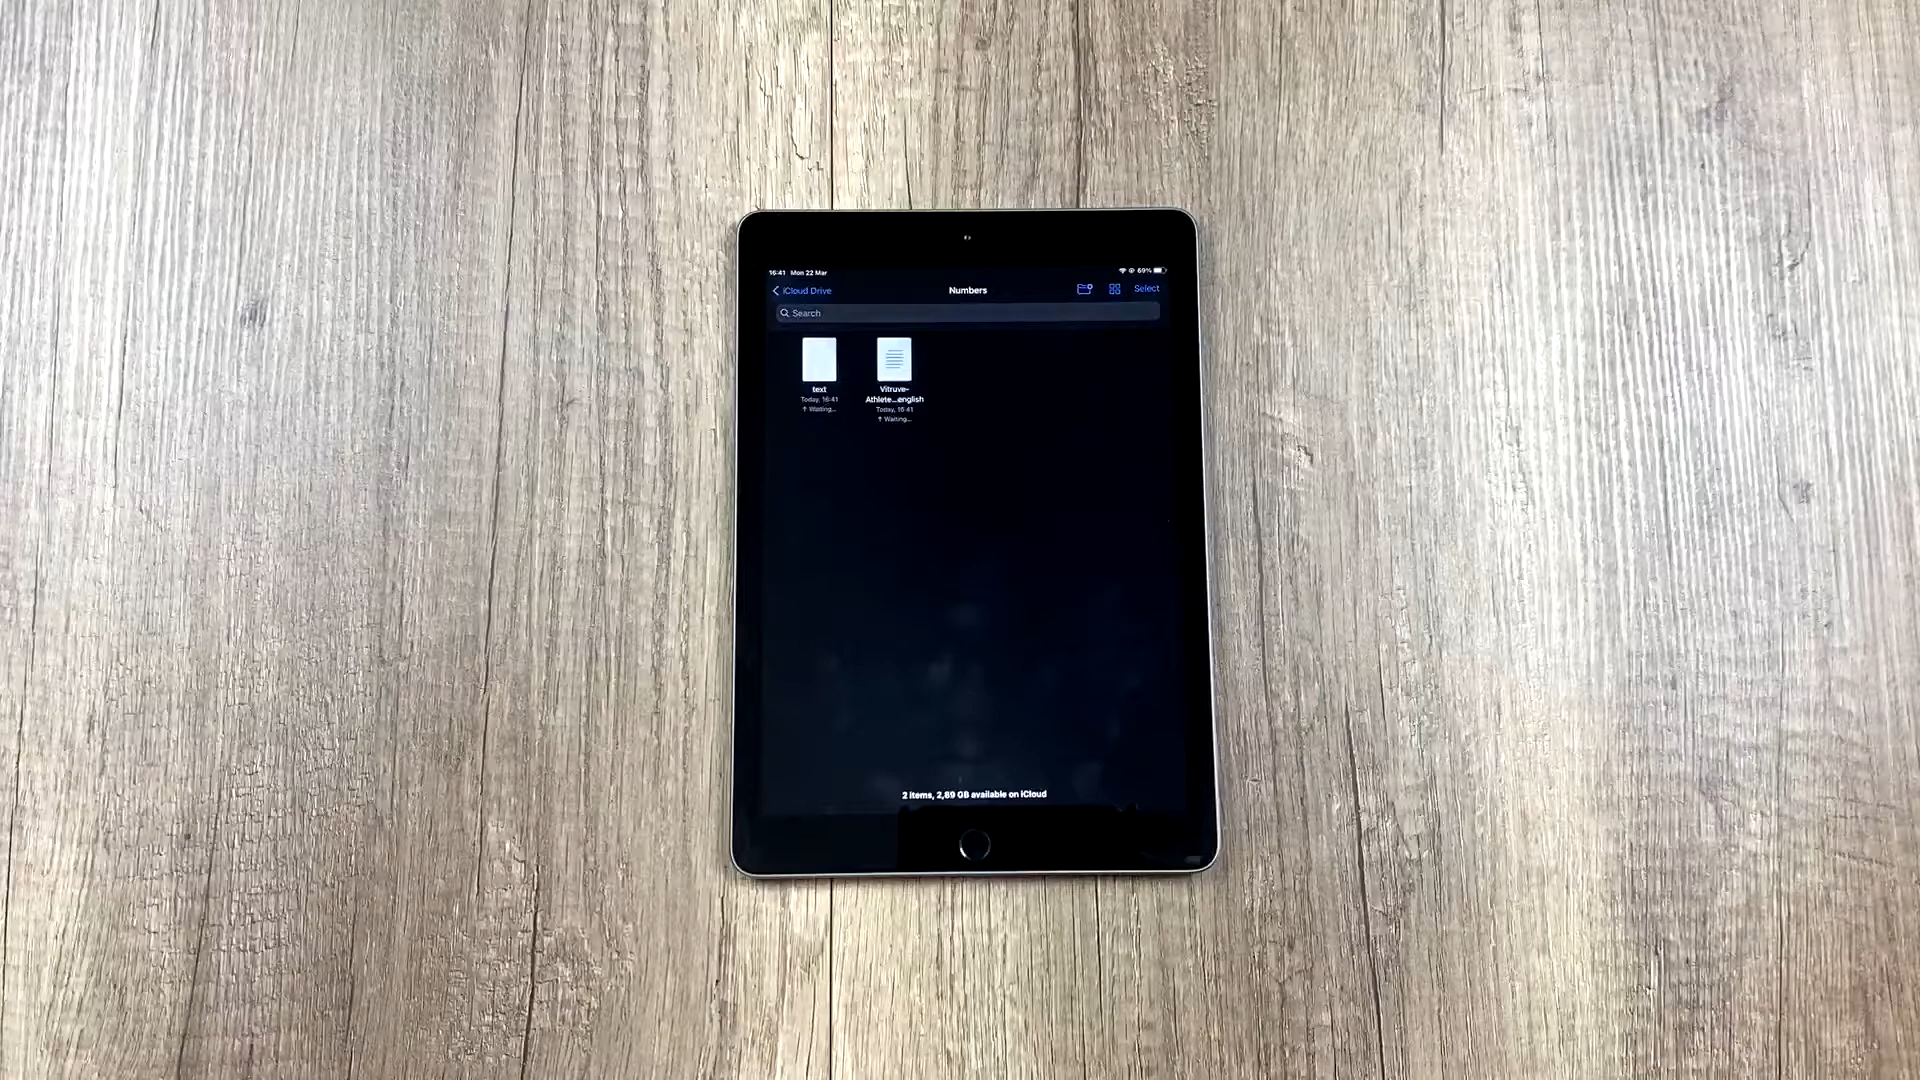 16:41 Mon 22 Mar 69%
iCloud Drive Numbers Select
Search
text
Today, 16:41
↑ Waiting...
Vitruve-
Athlete...english
Today, 16:41
↑ Waiting...
2 items, 2,89 GB available on iCloud